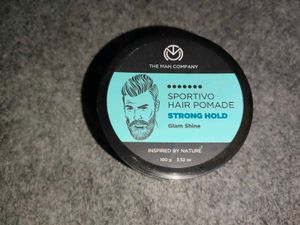 THE MAN COMPANY
SPORTIVO
HAIR POMADE
STRONG HOLD
Glam Shine
INSPIRED BY NATURE
100 g 3.52 oz